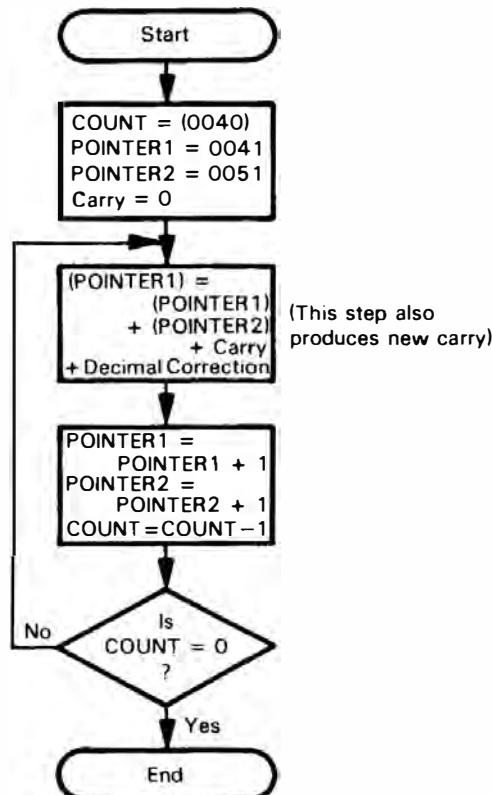 Start
COUNT = (0040)
POINTER1 = 0041
POINTER2 = 0051
Carry = 0
(POINTER1) =
(POINTER1)
+ (POINTER2)
+ Carry
+ Decimal Correction
(This step also
produces new carry)
POINTER1 =
POINTER1 + 1
POINTER2 =
POINTER2 + 1
COUNT = COUNT - 1
Is
COUNT = 0
?
No
Yes
End